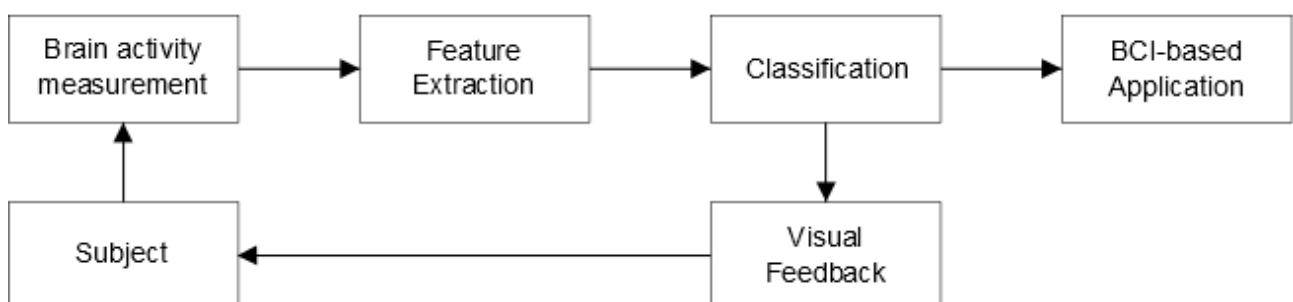 Brain activity
measurement
Feature
Extraction
Classification
BCI-based
Application
Subject
Visual
Feedback